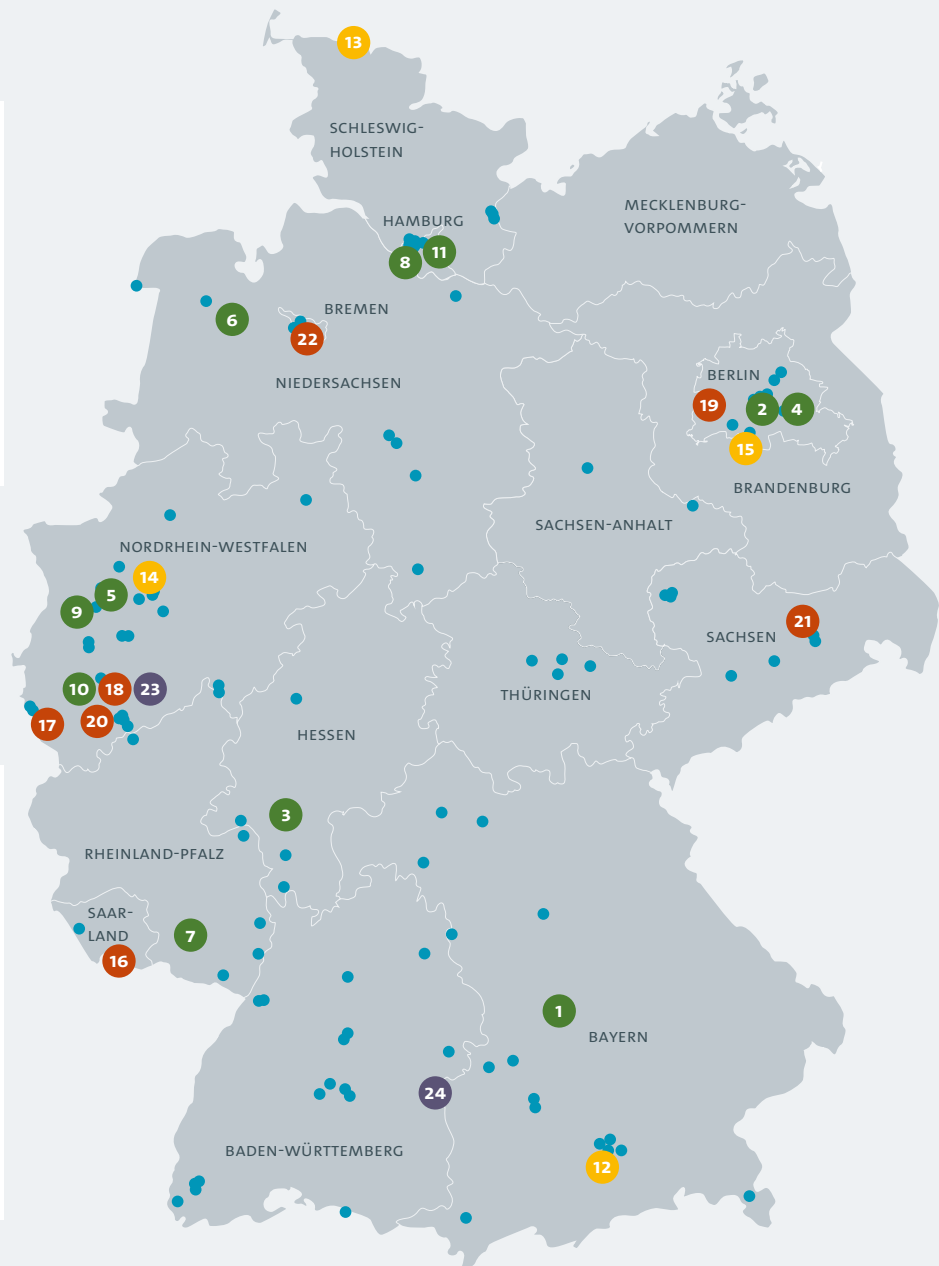 13
SCHLESWIG-
HOLSTEIN
MECKLENBURG-
VORPOMMERN
HAMBURG
8
11
6
BREMEN
22
NIEDERSACHSEN
BERLIN
19
2
4
15
BRANDENBURG
SACHSEN-ANHALT
NORDRHEIN-WESTFALEN
14
5
9
21
SACHSEN
10
18
23
THÜRINGEN
17
20
HESSEN
3
RHEINLAND-PFALZ
SAAR-
LAND
7
16
1
BAYERN
24
BADEN-WÜRTTEMBERG
12